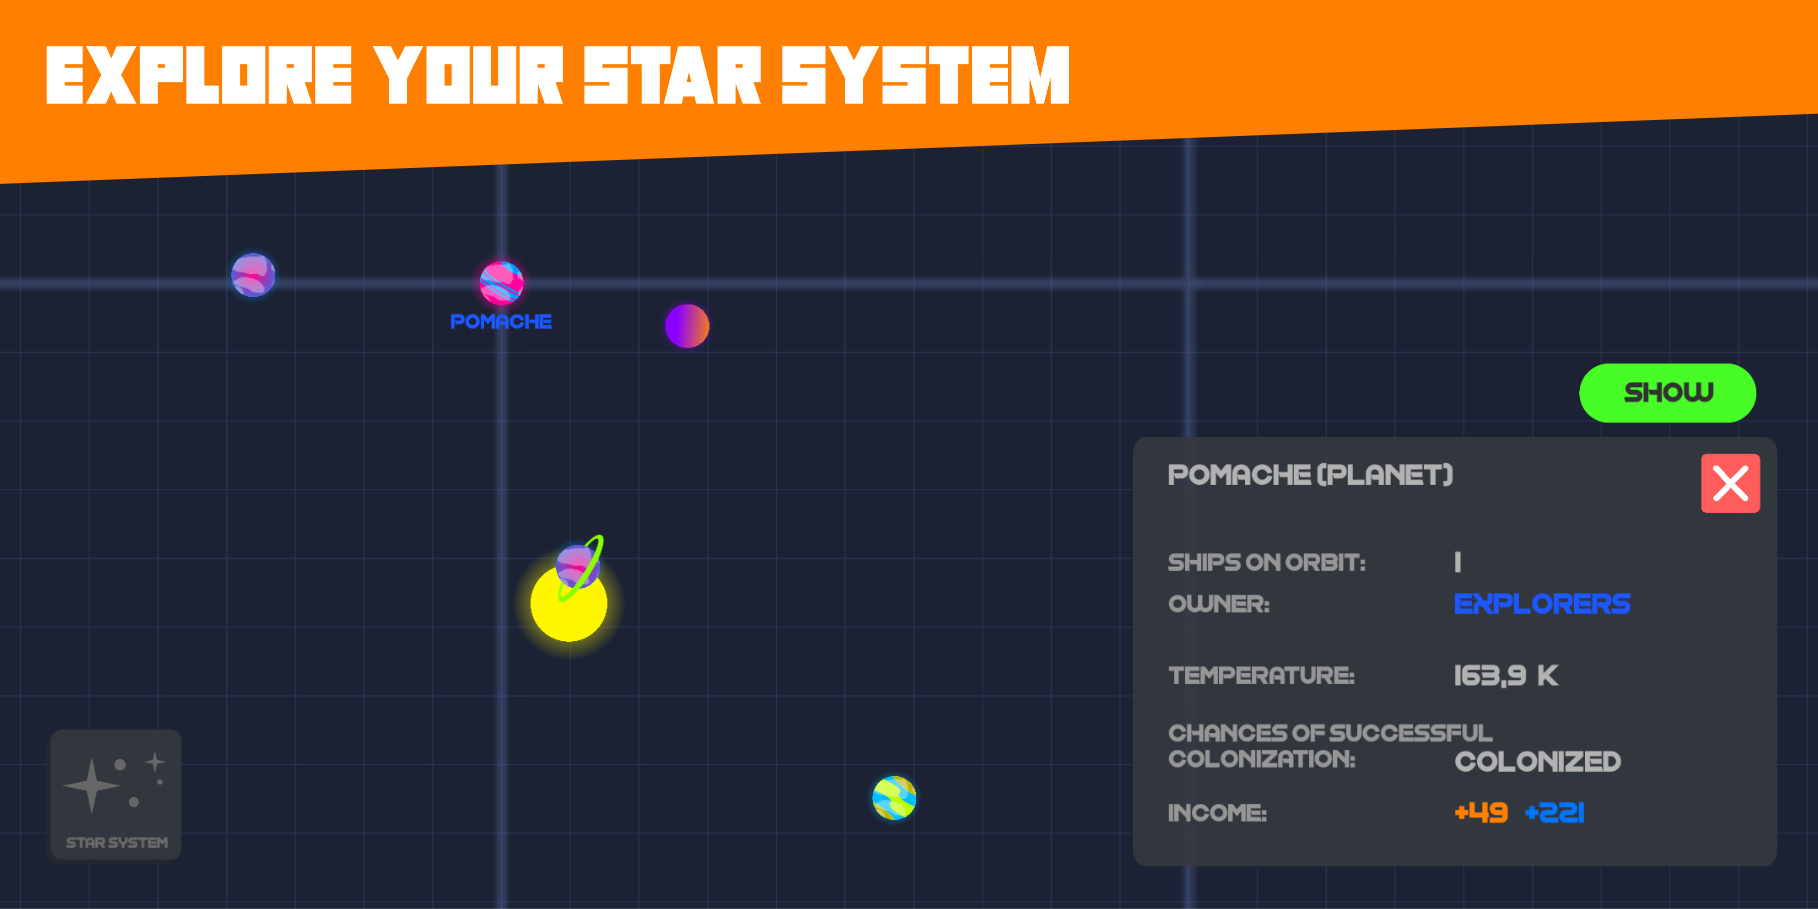 EXPLORE YOUR STAR SYSTEM
POMACHE
SHOW
POMACHE (PLANET)
SHIPS ON ORBIT: 1
OWNER: EXPLORERS
TEMPERATURE: 163,9 K
CHANCES OF SUCCESSFUL
COLONIZATION: COLONIZED
INCOME: +49 +221
STAR SYSTEM